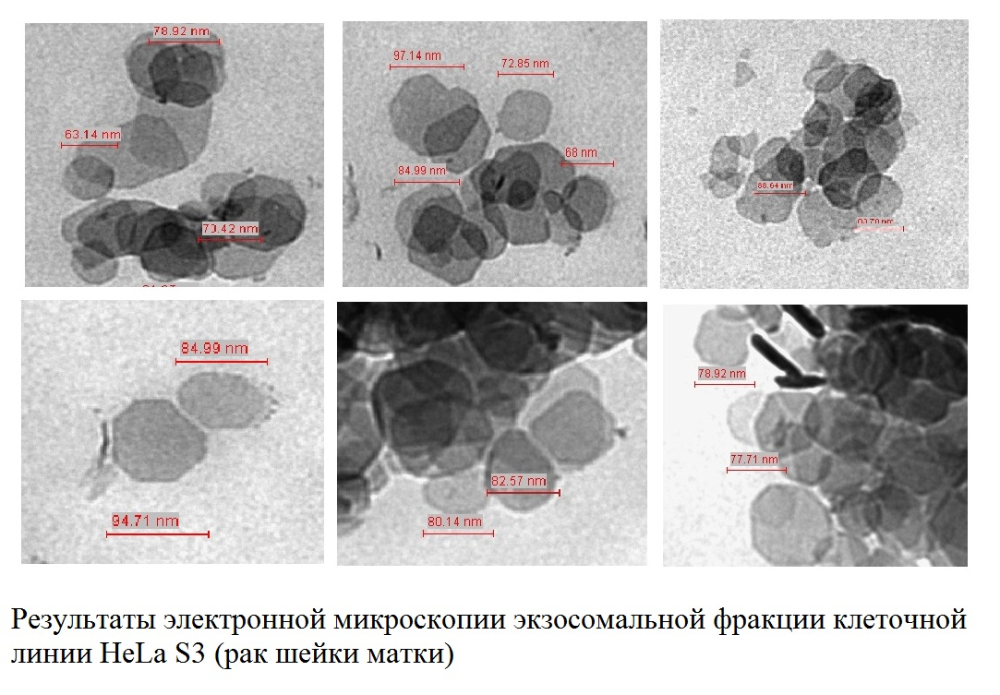 78.92 nm
63.14 nm
70.42 nm
97.14 nm
72.85 nm
68 nm
84.99 nm
88.64 nm
84.99 nm
94.71 nm
82.57 nm
80.14 nm
78.92 nm
77.71 nm
Результаты электронной микроскопии экзосомальной фракции клеточной
линии HeLa S3 (рак шейки матки)